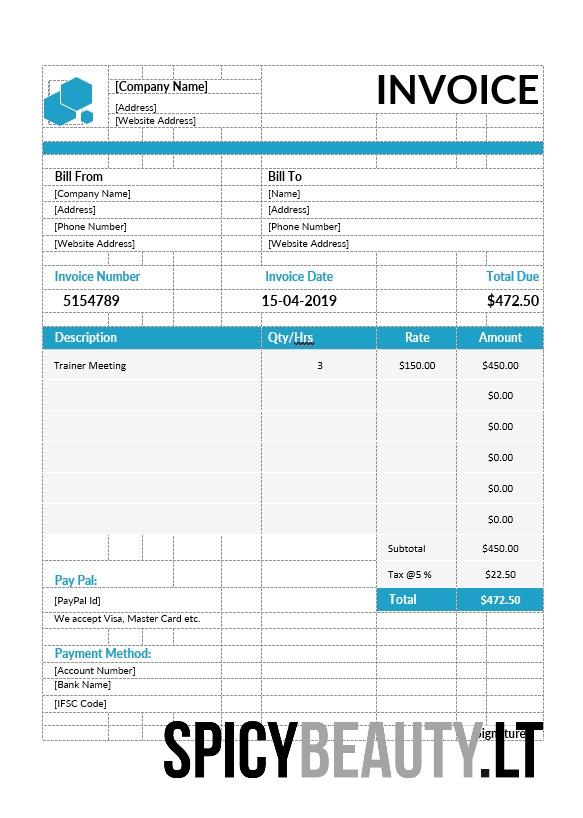 [Company Name]
INVOICE
[Address]
[Website Address]
Bill From Bill To
[Company Name] [Name]
[Address] [Address]
[Phone Number] [Phone Number]
[Website Address] [Website Address]
Invoice Number Invoice Date Total Due
5154789 15-04-2019 $472.50
Description Qty/Hrs Rate Amount
Trainer Meeting 3 $150.00 $450.00
$0.00
$0.00
$0.00
$0.00
$0.00
Subtotal $450.00
Tax @5 % $22.50
Pay Pal:
[PayPal Id] Total $472.50
We accept Visa, Master Card etc.
Payment Method:
[Account Number]
[Bank Name]
[IFSC Code]
Signature
SPICYBEAUTY.LT